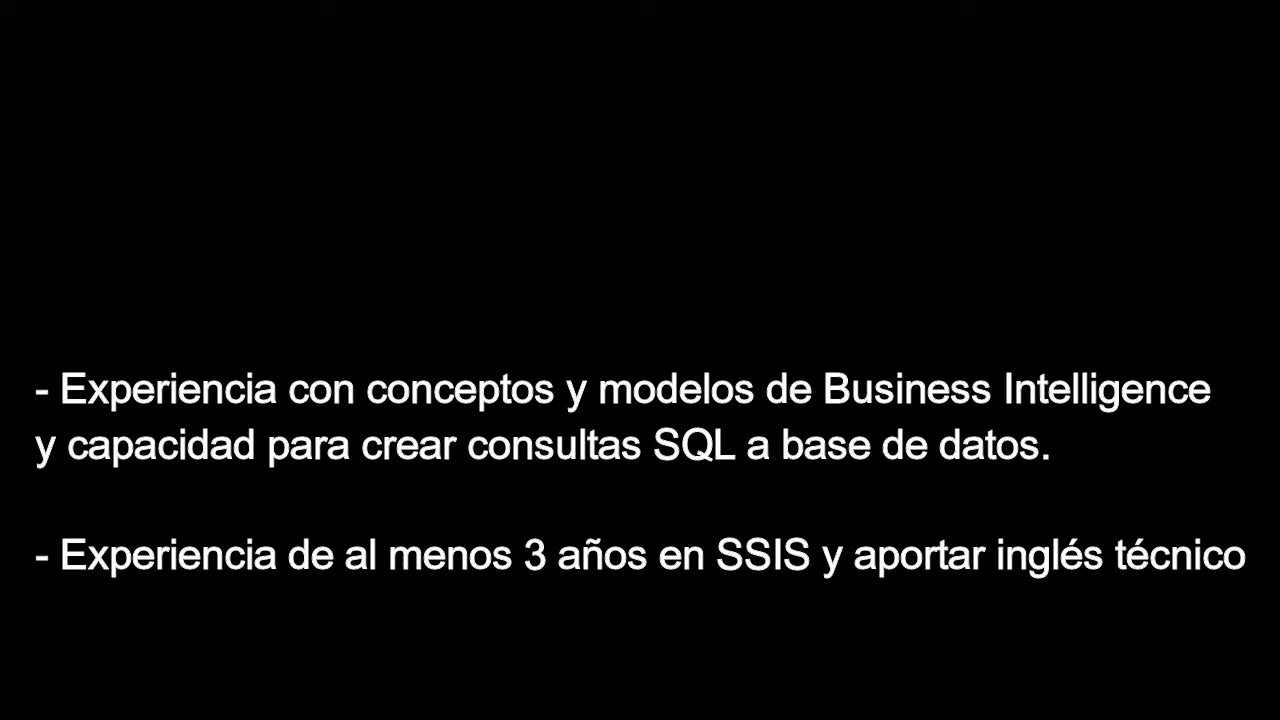 - Experiencia con conceptos y modelos de Business Intelligence
y capacidad para crear consultas SQL a base de datos.
- Experiencia de al menos 3 años en SSIS y aportar inglés técnico